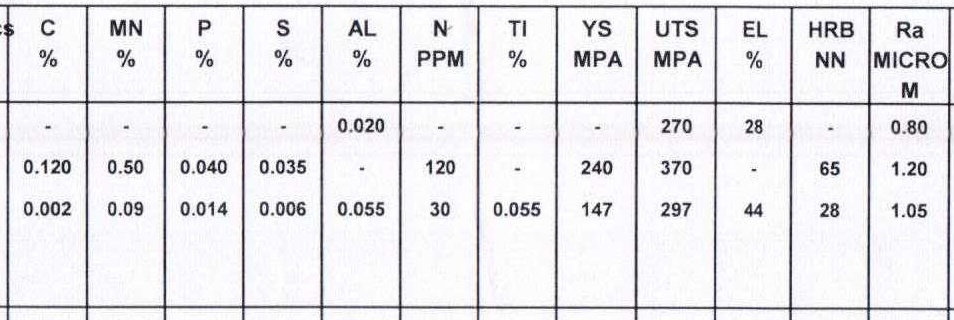 cs C MN P S AL N TI YS UTS EL HRB Ra
% % % % % PPM % MPA MPA % NN MICRO
M
- - - - 0.020 - - - 270 28 - 0.80
0.120 0.50 0.040 0.035 - 120 - 240 370 - 65 1.20
0.002 0.09 0.014 0.006 0.055 30 0.055 147 297 44 28 1.05